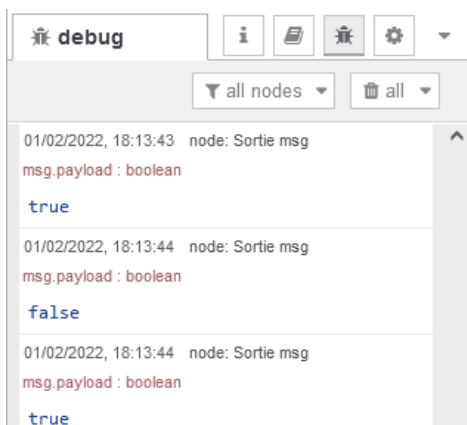 debug
i
all nodes
all
01/02/2022, 18:13:43 node: Sortie msg
msg.payload : boolean
true
01/02/2022, 18:13:44 node: Sortie msg
msg.payload : boolean
false
01/02/2022, 18:13:44 node: Sortie msg
msg.payload : boolean
true